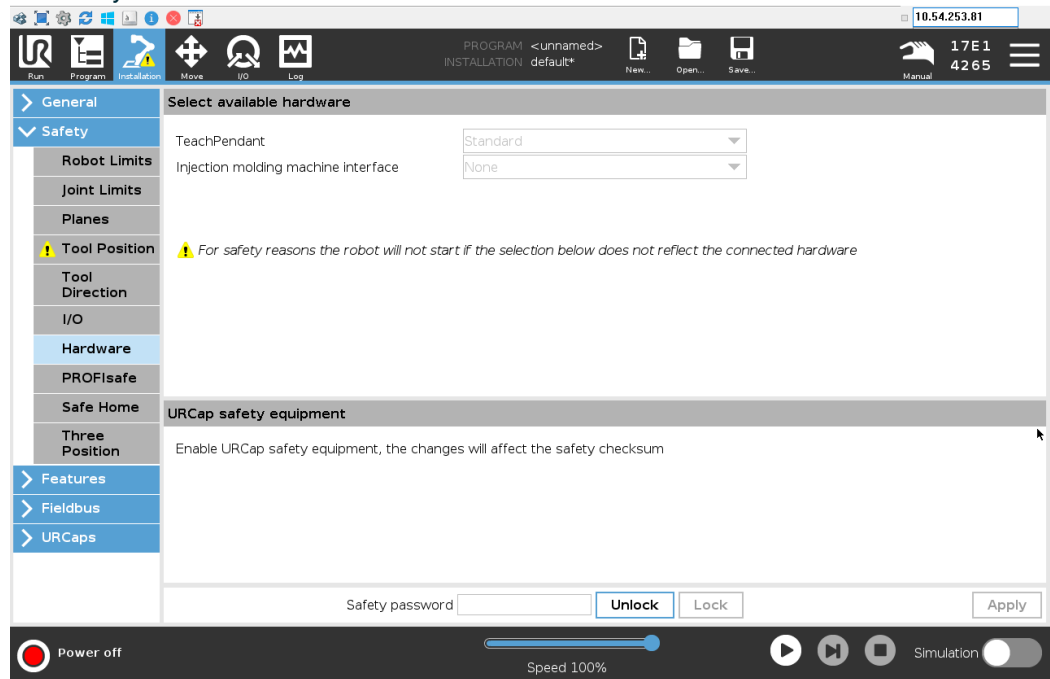 10.54.253.81
PROGRAM <unnamed>
INSTALLATION default*
Run
Program
Installation
Move
I/O
Log
New...
Open...
Save...
Manual
17E1
4265
General
Safety
Robot Limits
Joint Limits
Planes
Tool Position
Tool
Direction
I/O
Hardware
PROFIsafe
Safe Home
Three
Position
Features
Fieldbus
URCaps
Select available hardware
TeachPendant Standard
Injection molding machine interface None
For safety reasons the robot will not start if the selection below does not reflect the connected hardware
URCap safety equipment
Enable URCap safety equipment, the changes will affect the safety checksum
Safety password Unlock Lock Apply
Power off
Speed 100%
Simulation